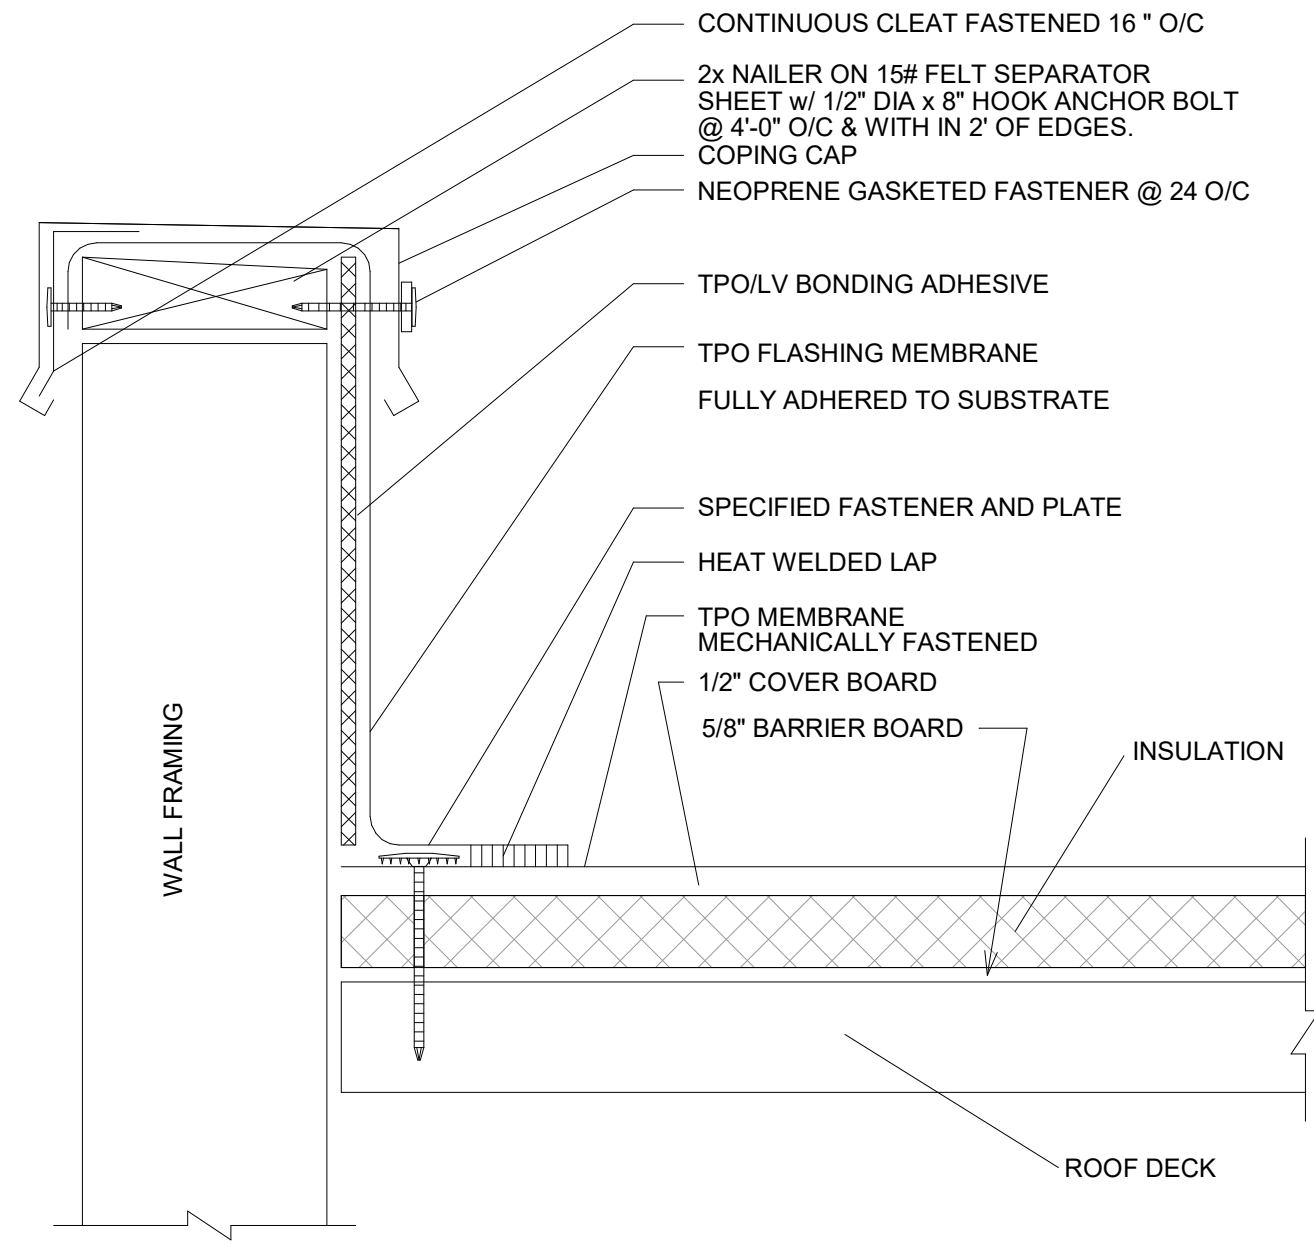 CONTINUOUS CLEAT FASTENED 16 " O/C
2x NAILER ON 15# FELT SEPARATOR
SHEET w/ 1/2" DIA x 8" HOOK ANCHOR BOLT
@ 4'-0" O/C & WITH IN 2' OF EDGES.
COPING CAP
NEOPRENE GASKETED FASTENER @ 24 O/C
TPO/LV BONDING ADHESIVE
TPO FLASHING MEMBRANE
FULLY ADHERED TO SUBSTRATE
SPECIFIED FASTENER AND PLATE
HEAT WELDED LAP
TPO MEMBRANE
MECHANICALLY FASTENED
1/2" COVER BOARD
5/8" BARRIER BOARD
INSULATION
WALL FRAMING
ROOF DECK